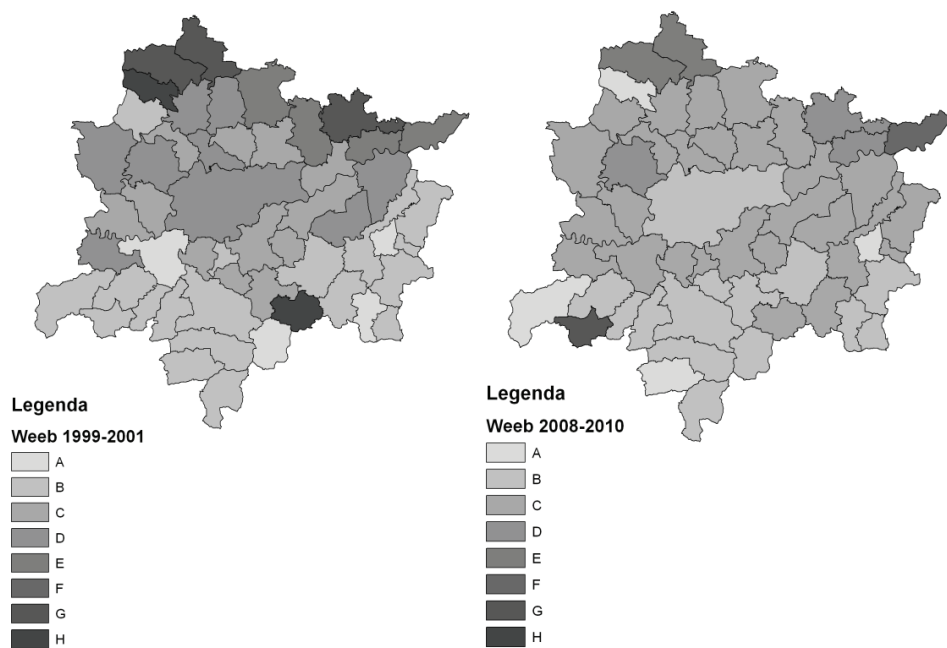 Legenda
Weeb 1999-2001
A
B
C
D
E
F
G
H
Legenda
Weeb 2008-2010
A
B
C
D
E
F
G
H